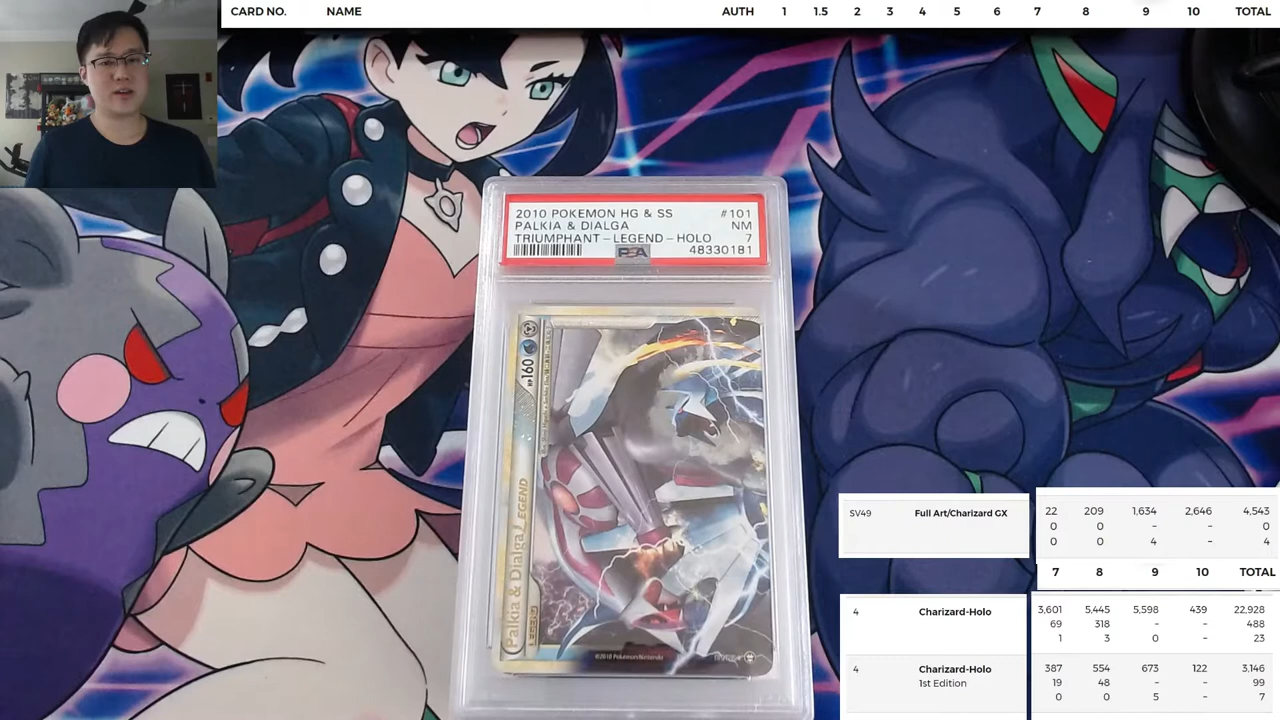 CARD NO. NAME AUTH 1 1.5 2 3 4 5 6 7 8 9 10 TOTAL
2010 POKEMON HG & SS #101
PALKIA & DIALGA NM
TRIUMPHANT-LEGEND-HOLO 7
PSA 48330181
HP 160
Palkia & Dialga LEGEND
LEGEND
©2010 Pokémon/Nintendo
SV49 Full Art/Charizard GX 22 209 1,634 2,646 4,543
0 0 - - 0
0 0 4 - 4
7 8 9 10 TOTAL
4 Charizard-Holo 3,601 5,445 5,598 439 22,928
69 318 - - 488
1 3 0 - 23
4 Charizard-Holo 387 554 673 122 3,146
1st Edition 19 48 - - 99
0 0 5 - 7